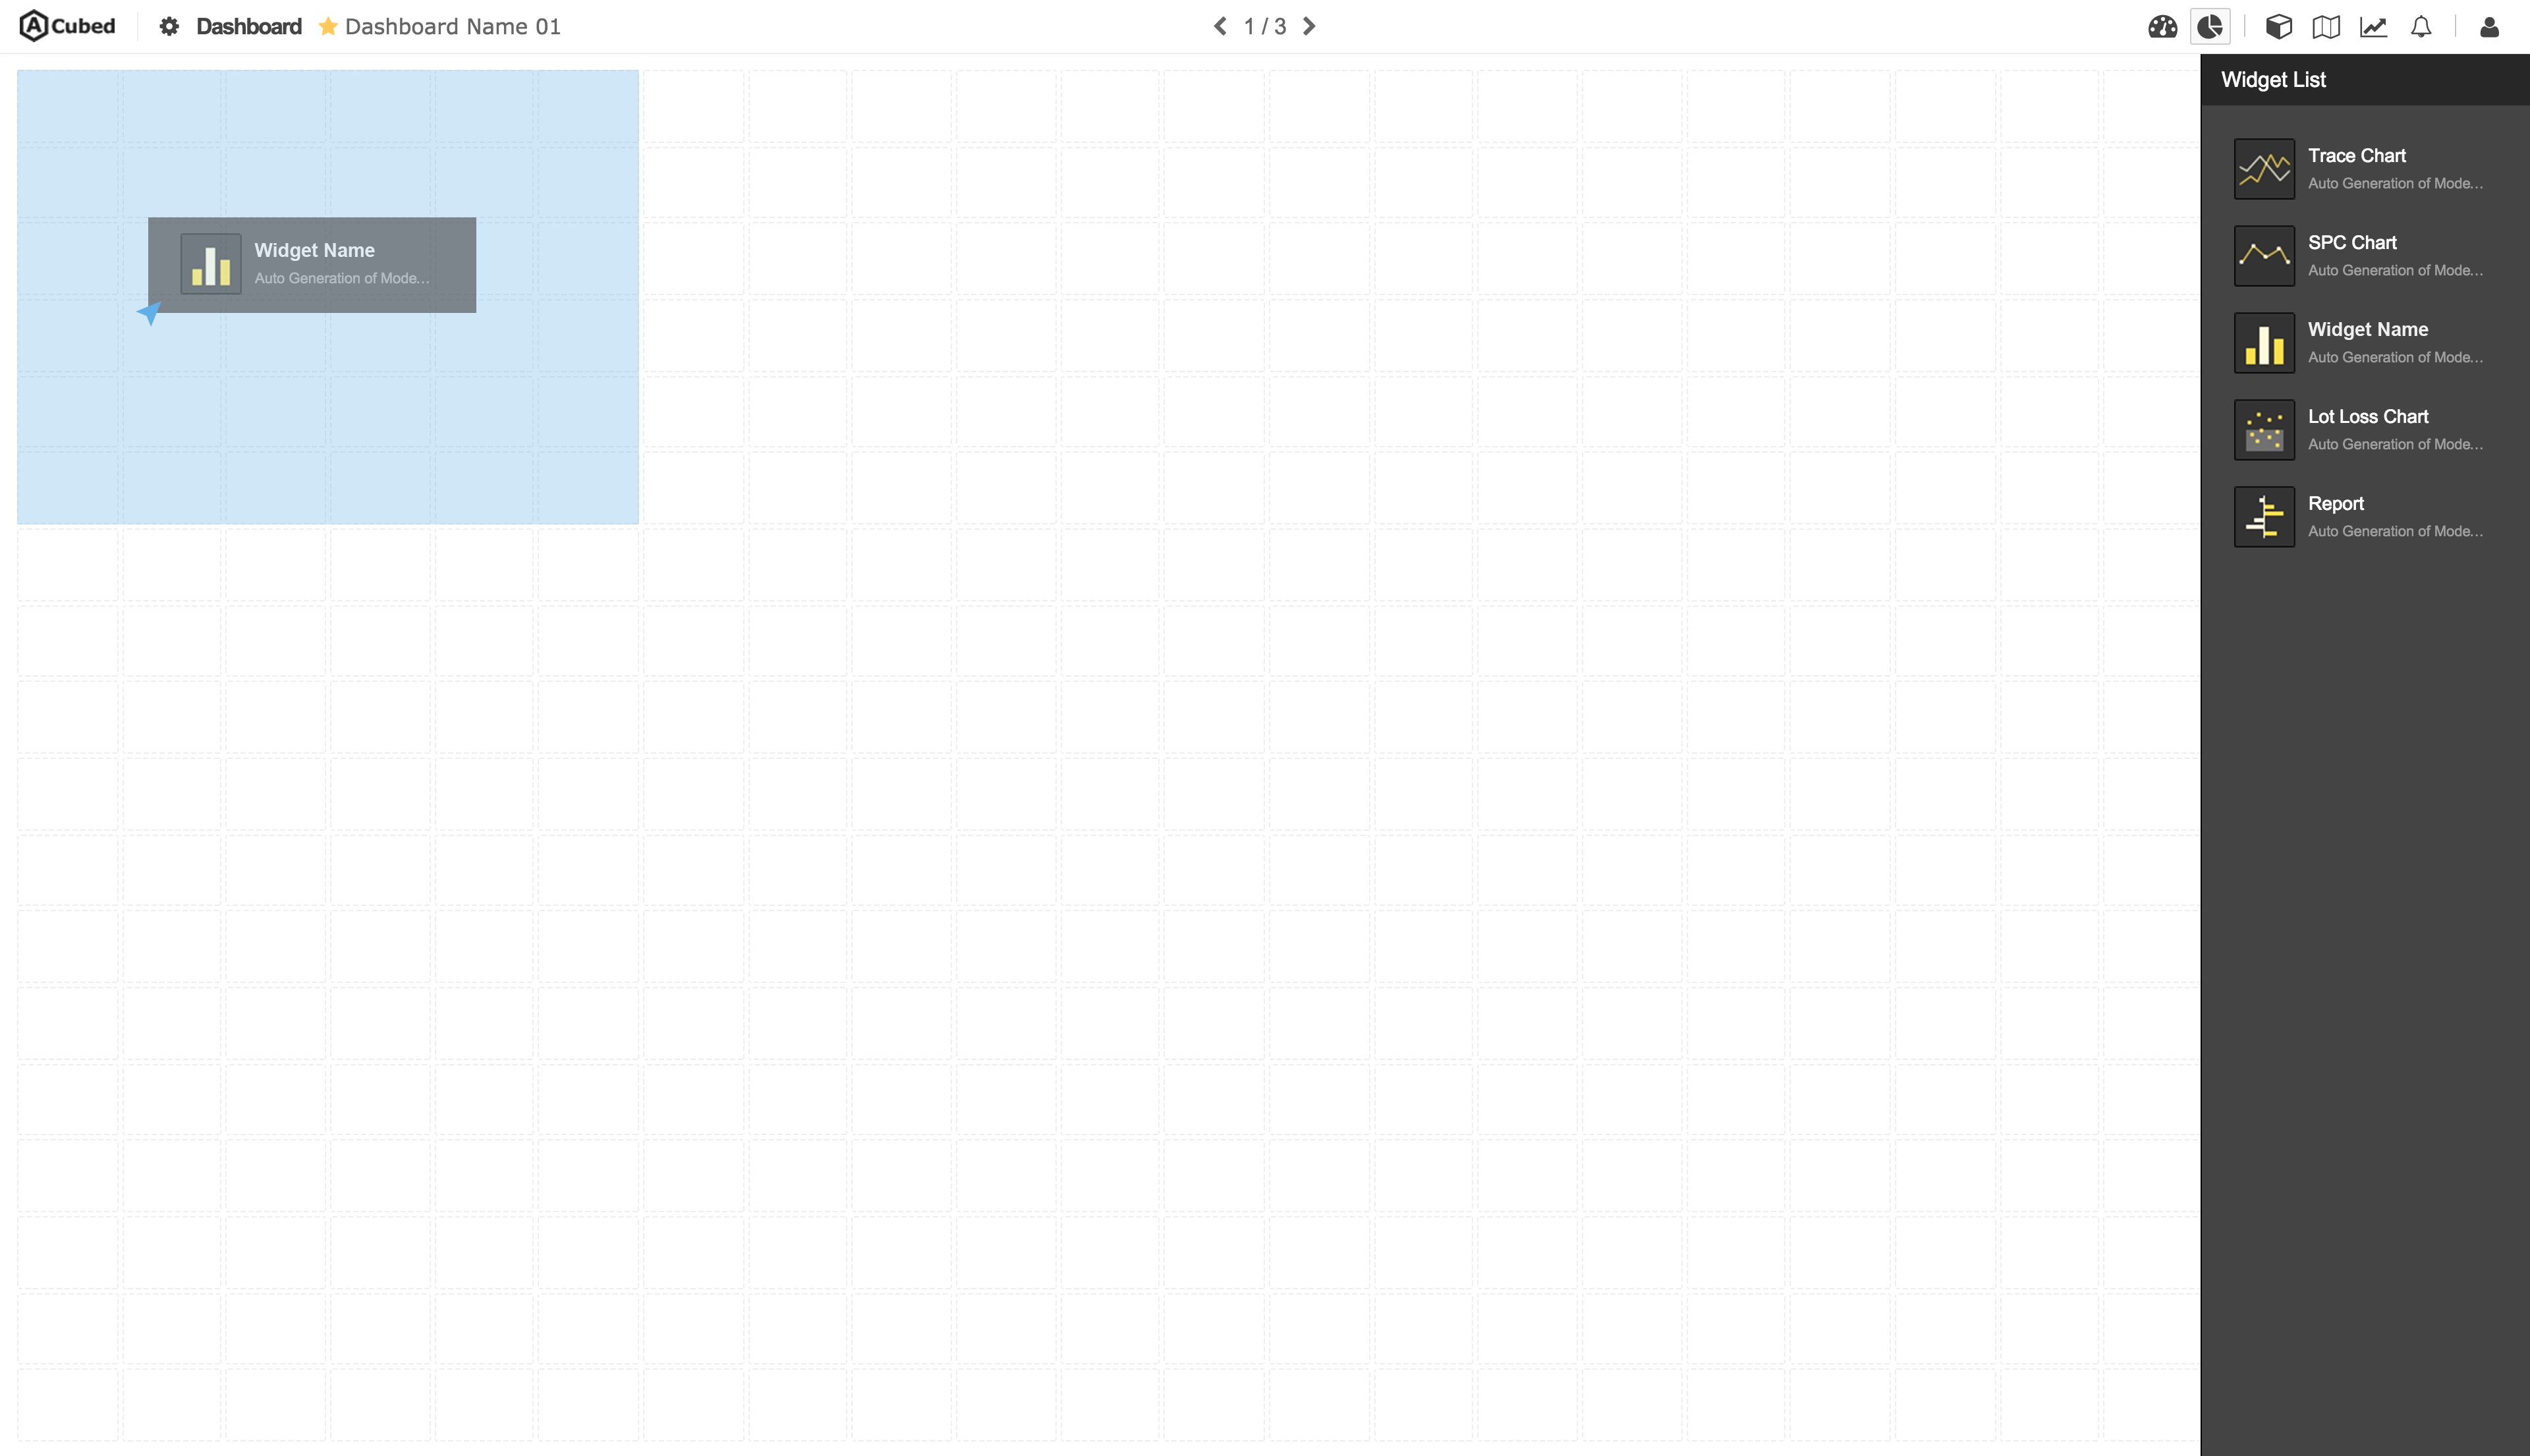 A Cubed
Dashboard
Dashboard Name 01
1 / 3
Widget List
Widget Name
Auto Generation of Mode...
Trace Chart
Auto Generation of Mode...
SPC Chart
Auto Generation of Mode...
Widget Name
Auto Generation of Mode...
Lot Loss Chart
Auto Generation of Mode...
Report
Auto Generation of Mode...